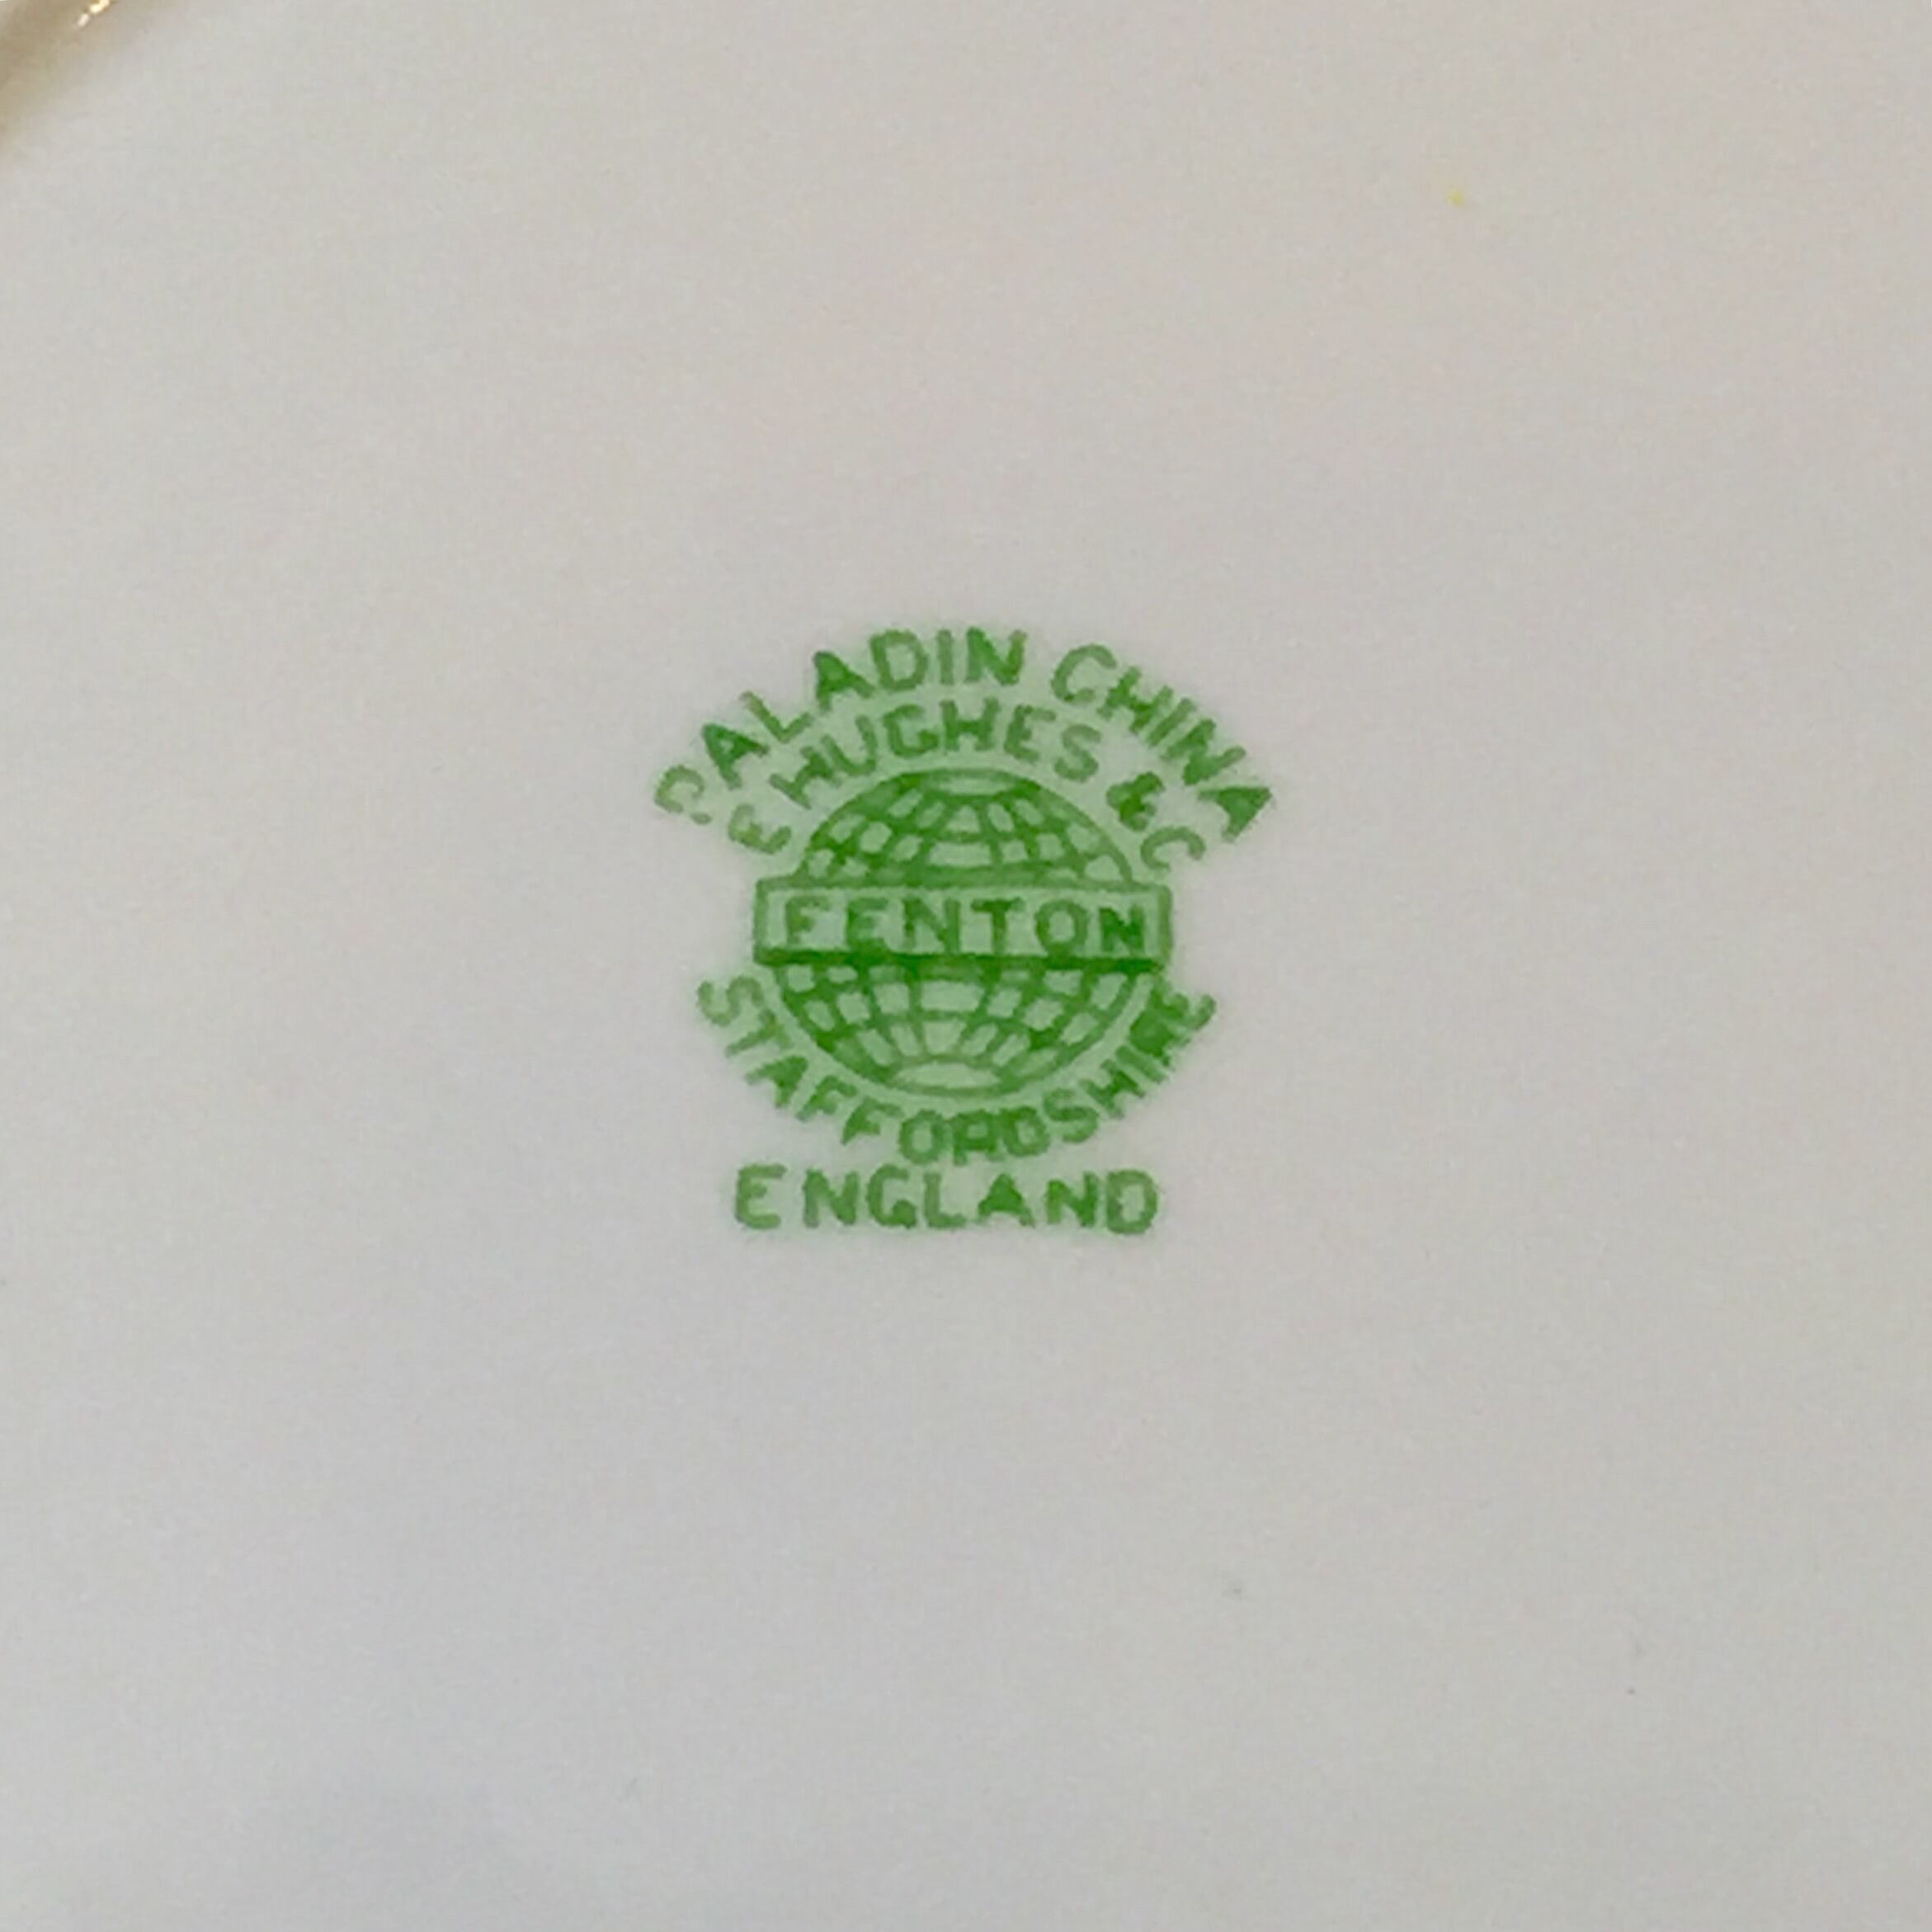 PALADIN CHINA
E HUGHES & C
FENTON
STAFFORDSHIRE
ENGLAND